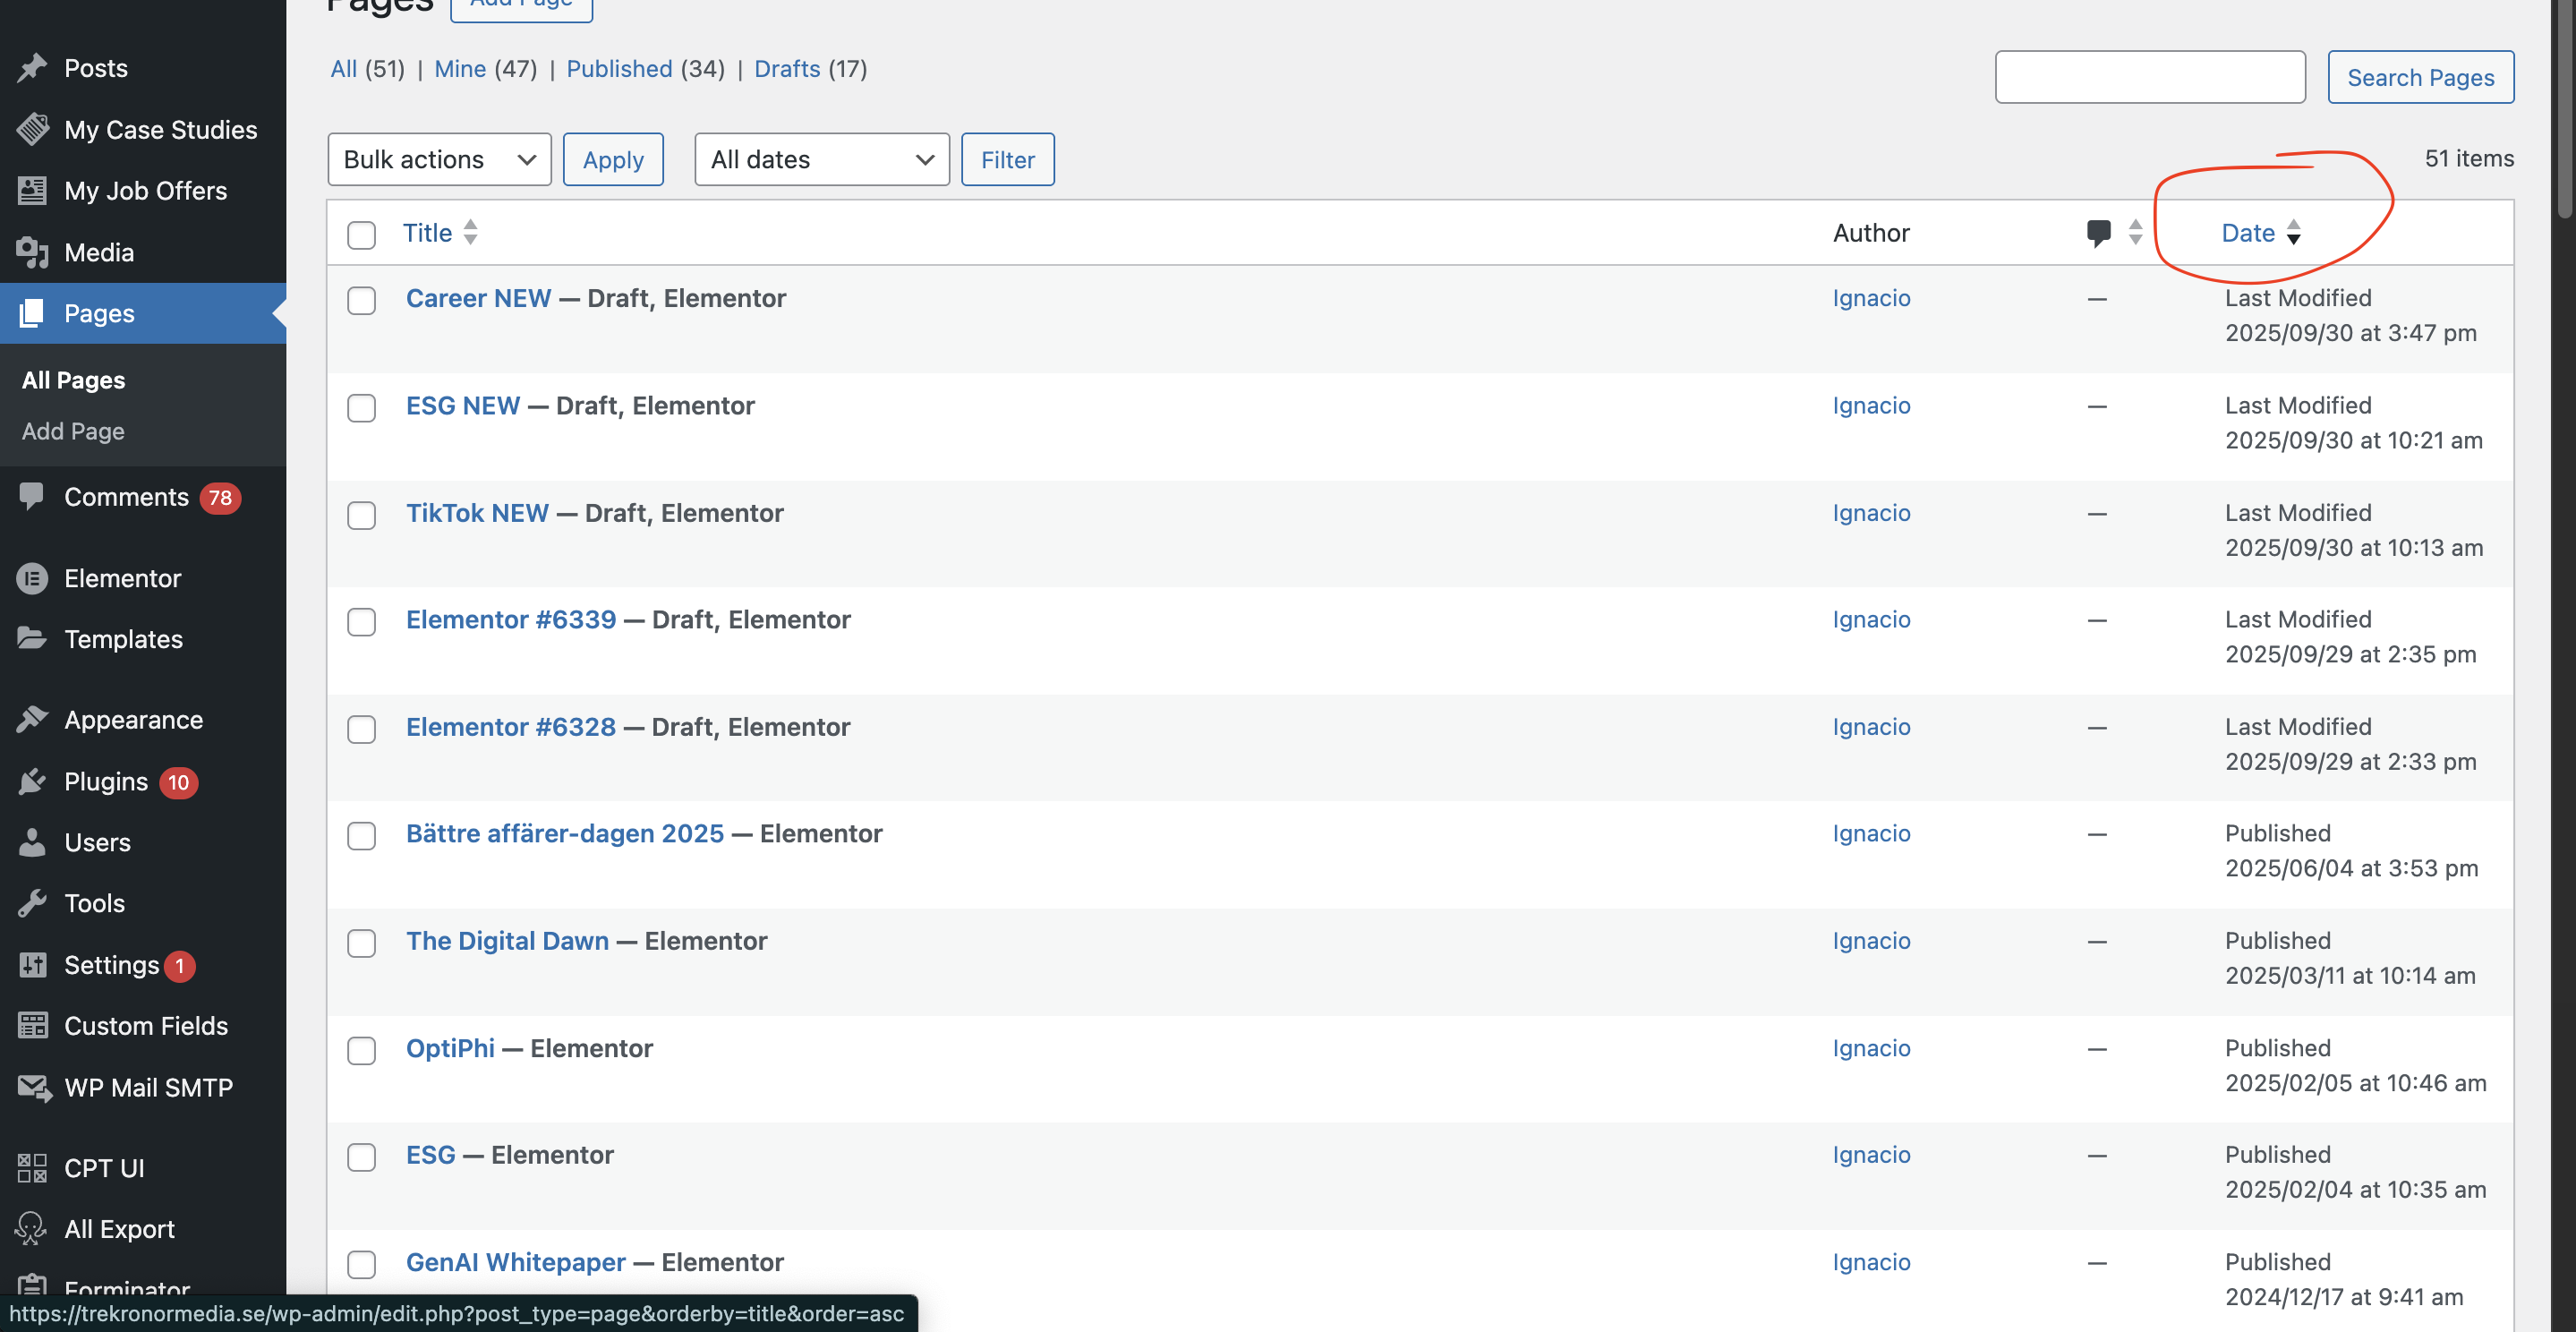 Pages Add Page
Posts
My Case Studies
My Job Offers
Media
Pages
All Pages
Add Page
Comments 78
Elementor
Templates
Appearance
Plugins 10
Users
Tools
Settings 1
Custom Fields
WP Mail SMTP
CPT UI
All Export
Forminator
All (51) | Mine (47) | Published (34) | Drafts (17)
Search Pages
Bulk actions Apply All dates Filter
51 items
Title Author Date
Career NEW — Draft, Elementor Ignacio — Last Modified
2025/09/30 at 3:47 pm
ESG NEW — Draft, Elementor Ignacio — Last Modified
2025/09/30 at 10:21 am
TikTok NEW — Draft, Elementor Ignacio — Last Modified
2025/09/30 at 10:13 am
Elementor #6339 — Draft, Elementor Ignacio — Last Modified
2025/09/29 at 2:35 pm
Elementor #6328 — Draft, Elementor Ignacio — Last Modified
2025/09/29 at 2:33 pm
Bättre affärer-dagen 2025 — Elementor Ignacio — Published
2025/06/04 at 3:53 pm
The Digital Dawn — Elementor Ignacio — Published
2025/03/11 at 10:14 am
OptiPhi — Elementor Ignacio — Published
2025/02/05 at 10:46 am
ESG — Elementor Ignacio — Published
2025/02/04 at 10:35 am
GenAI Whitepaper — Elementor Ignacio — Published
2024/12/17 at 9:41 am
https://trekronormedia.se/wp-admin/edit.php?post_type=page&orderby=title&order=asc